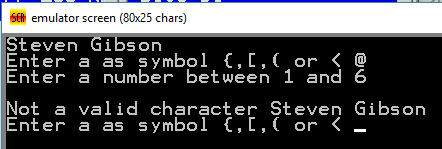 emulator screen (80x25 chars)
Steven Gibson
Enter a as symbol {,[,( or < @
Enter a number between 1 and 6
Not a valid character Steven Gibson
Enter a as symbol {,[,( or < _